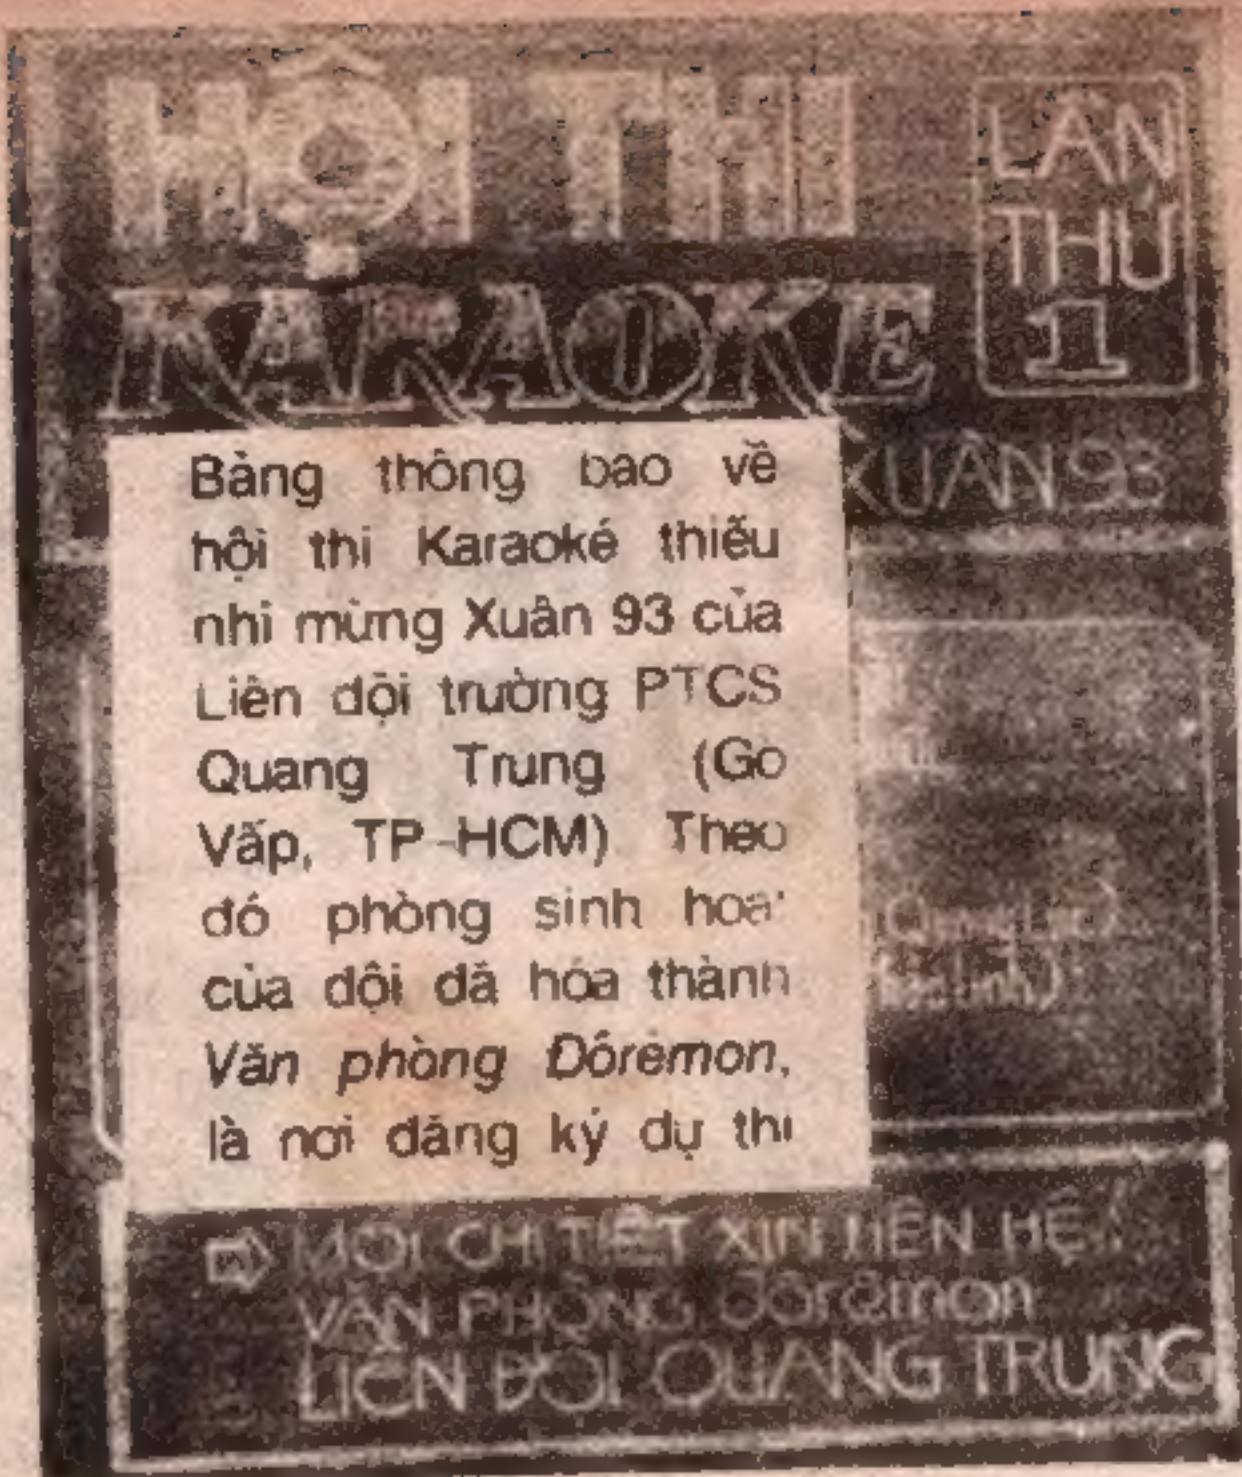 HỘI THI
LẦN
THỨ
11
KARAOKE
XUÂN 93
Bảng thông báo về
hội thi Karaoké thiếu
nhi mừng Xuân 93 của
Liên đội trường PTCS
Quang Trung (Gò
Vấp, TP-HCM) Theo
đó phòng sinh hoạt
của đội đã hóa thành
Văn phòng Đôrêmon,
là nơi đăng ký dự thi
MỌI CHI TIẾT XIN LIÊN HỆ
VĂN PHÒNG đôrêmon
LIÊN ĐỘI QUANG TRUNG